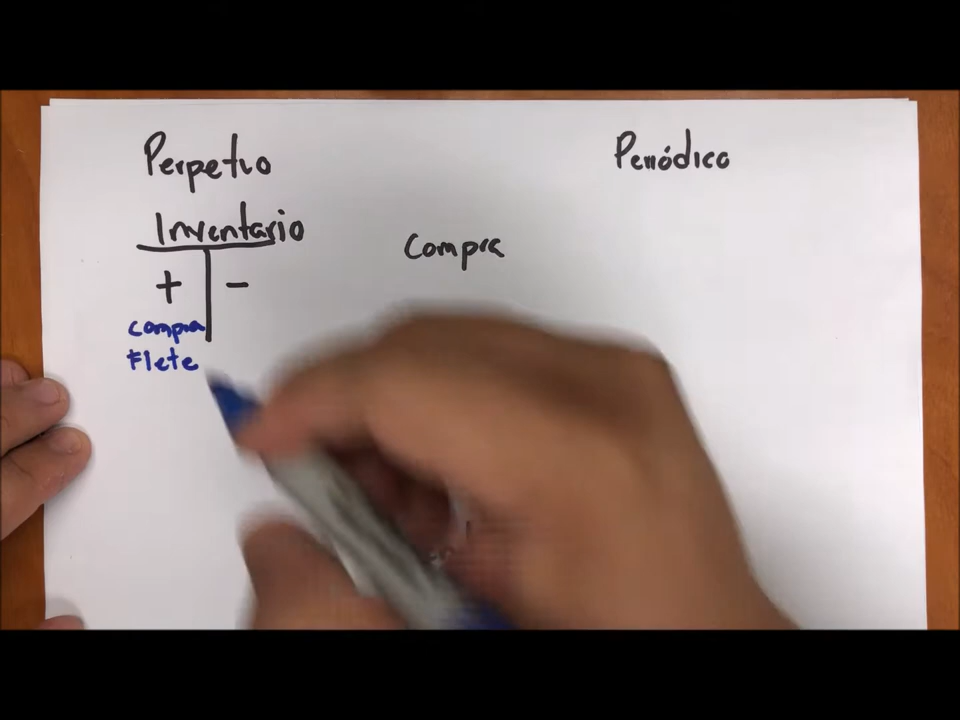 Perpetuo
Periódico
Inventario
Compra
+ -
compra
Flete